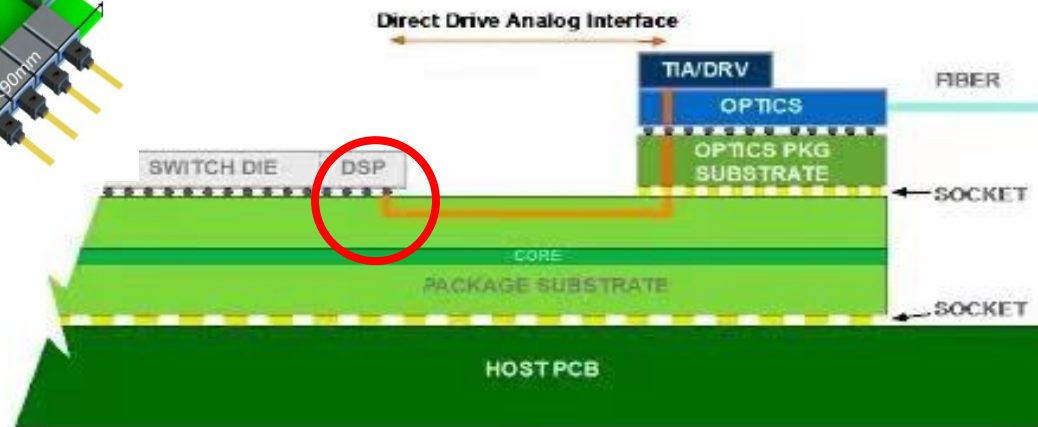 Direct Drive Analog Interface
90mm
TIA/DRV
FIBER
OPTICS
SWITCH DIE
DSP
OPTICS PKG
SUBSTRATE
SOCKET
CORE
PACKAGE SUBSTRATE
SOCKET
HOST PCB